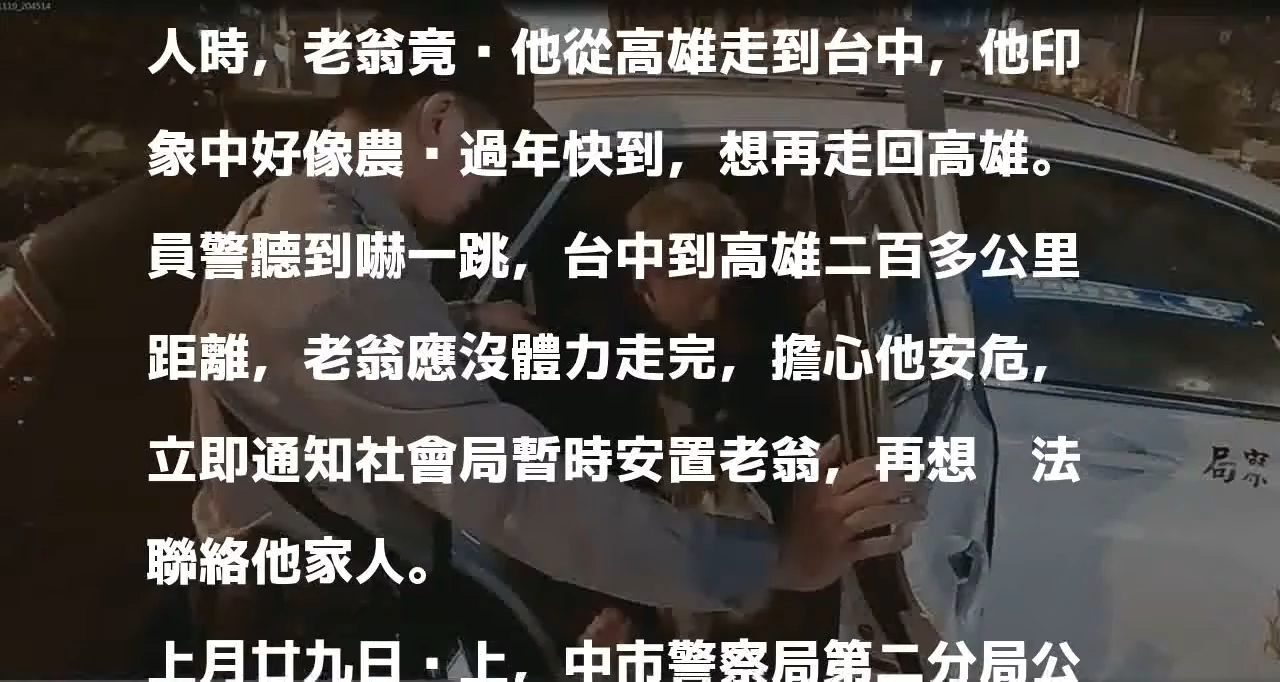 1119_204514
人時，老翁竟·他從高雄走到台中，他印
象中好像農·過年快到，想再走回高雄。
員警聽到嚇一跳，台中到高雄二百多公里
距離，老翁應沒體力走完，擔心他安危，
立即通知社會局暫時安置老翁，再想　法
聯絡他家人。
上月廿九日·上，中市警察局第二分局公
局察